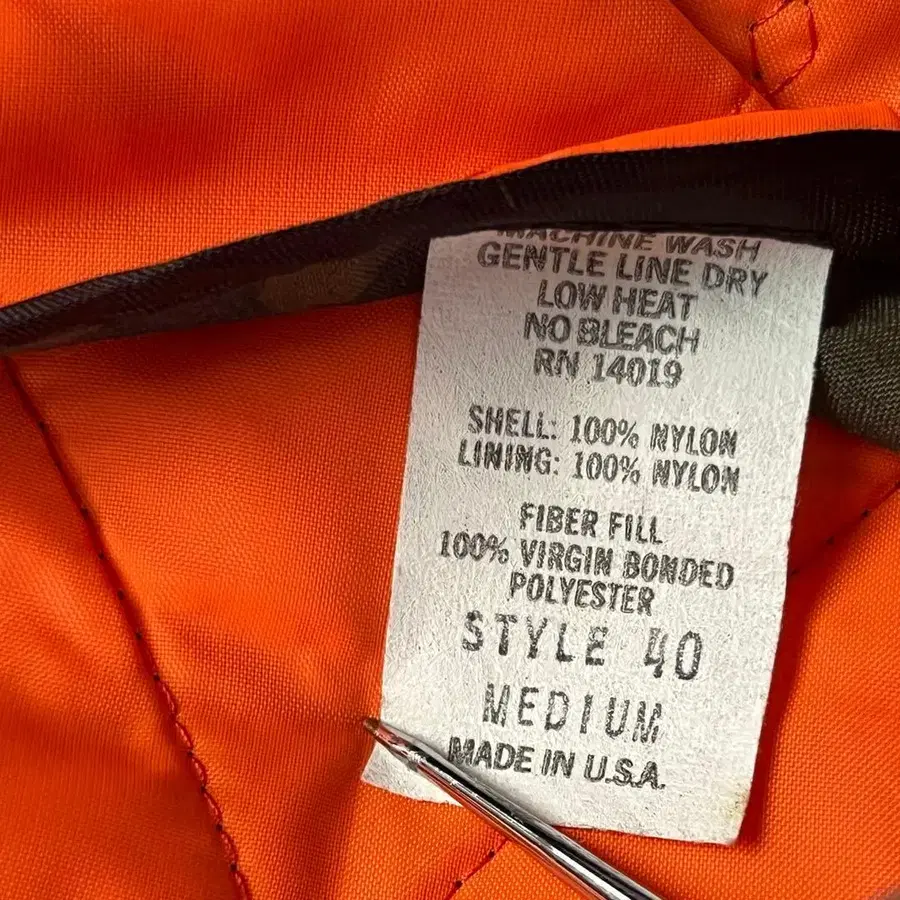 MACHINE WASH
GENTLE LINE DRY
LOW HEAT
NO BLEACH
RN 14019
SHELL: 100% NYLON
LINING: 100% NYLON
FIBER FILL
100% VIRGIN BONDED
POLYESTER
STYLE 40
MEDIUM
MADE IN U.S.A.